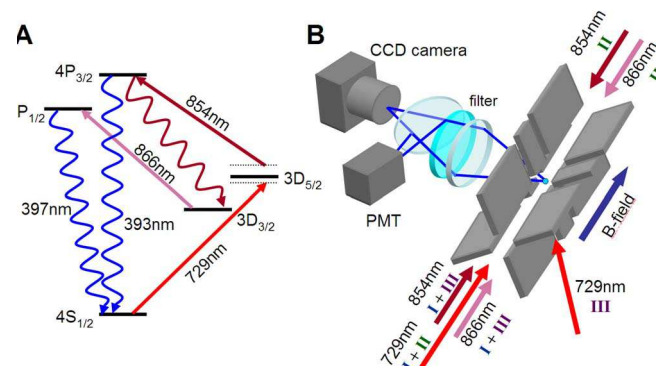 A
4P3/2
P1/2
854nm
866nm
3D5/2
397nm
393nm
3D3/2
729nm
4S1/2
B
CCD camera
filter
PMT
854nm
II
866nm
B-field
854nm
I + III
729nm
I + II
866nm
I + III
729nm
III